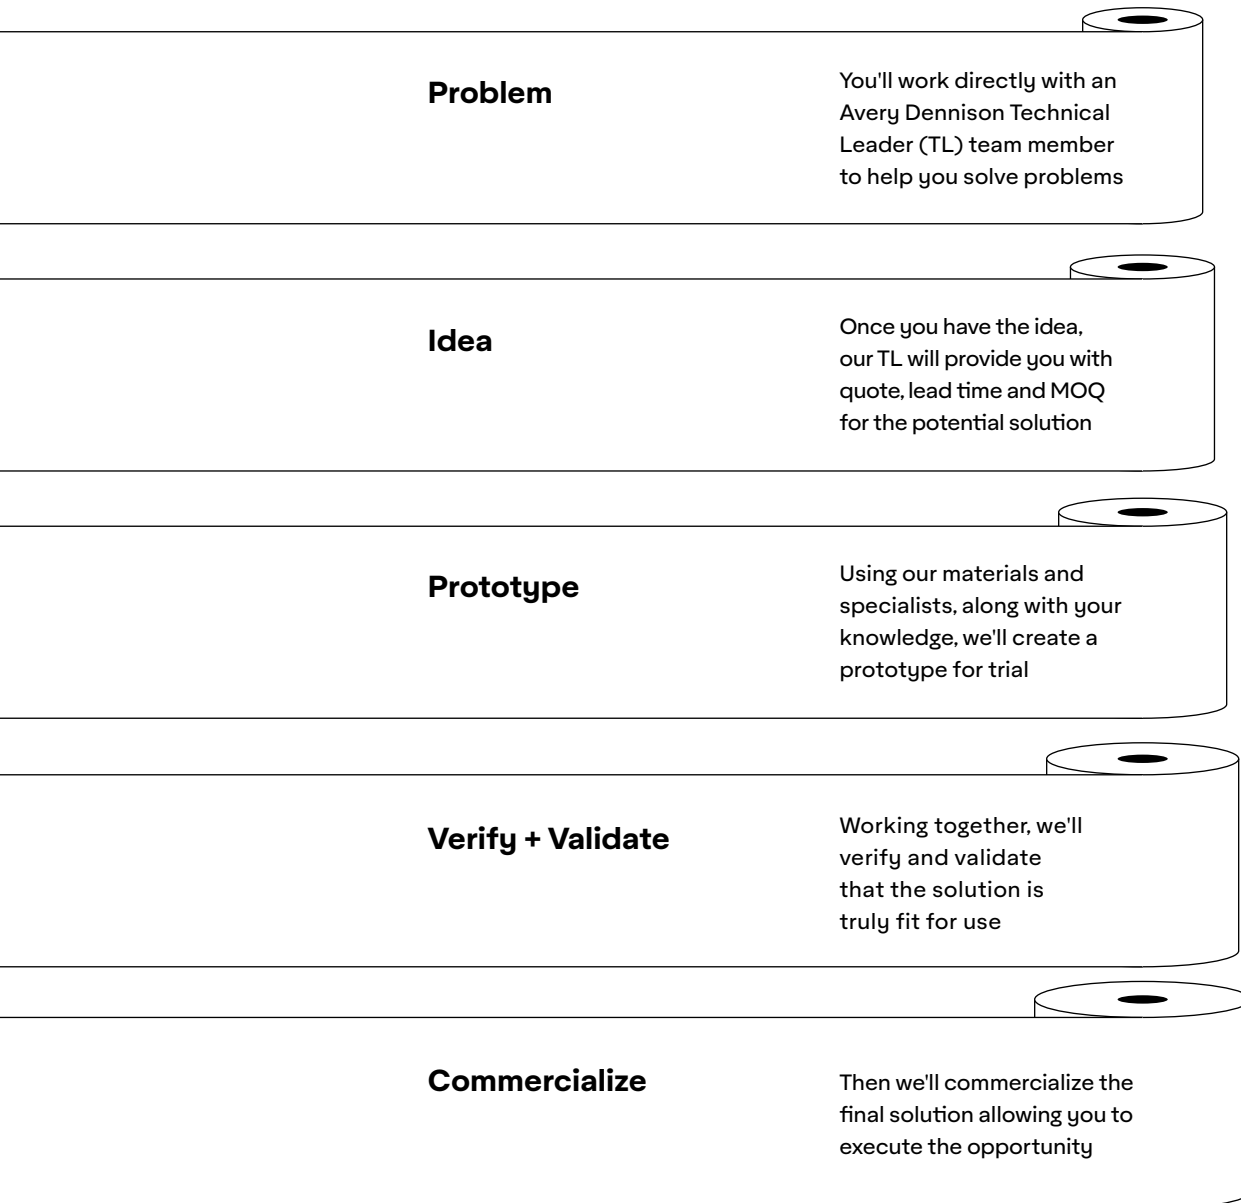 Problem
You'll work directly with an
Avery Dennison Technical
Leader (TL) team member
to help you solve problems
Idea
Once you have the idea,
our TL will provide you with
quote, lead time and MOQ
for the potential solution
Prototype
Using our materials and
specialists, along with your
knowledge, we'll create a
prototype for trial
Verify + Validate
Working together, we'll
verify and validate
that the solution is
truly fit for use
Commercialize
Then we'll commercialize the
final solution allowing you to
execute the opportunity